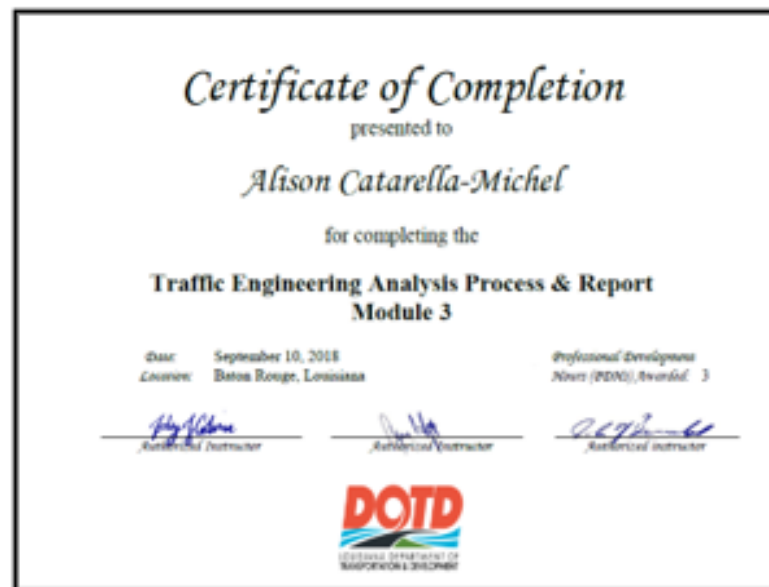 Certificate of Completion
presented to
Alison Catarella-Michel
for completing the
Traffic Engineering Analysis Process & Report
Module 3
Date: September 10, 2018
Location: Baton Rouge, Louisiana
Professional Development
Hours (PDHs) Awarded: 3
Authorized Instructor
Authorized Instructor
Authorized instructor
DOTD
LOUISIANA DEPARTMENT OF
TRANSPORTATION & DEVELOPMENT